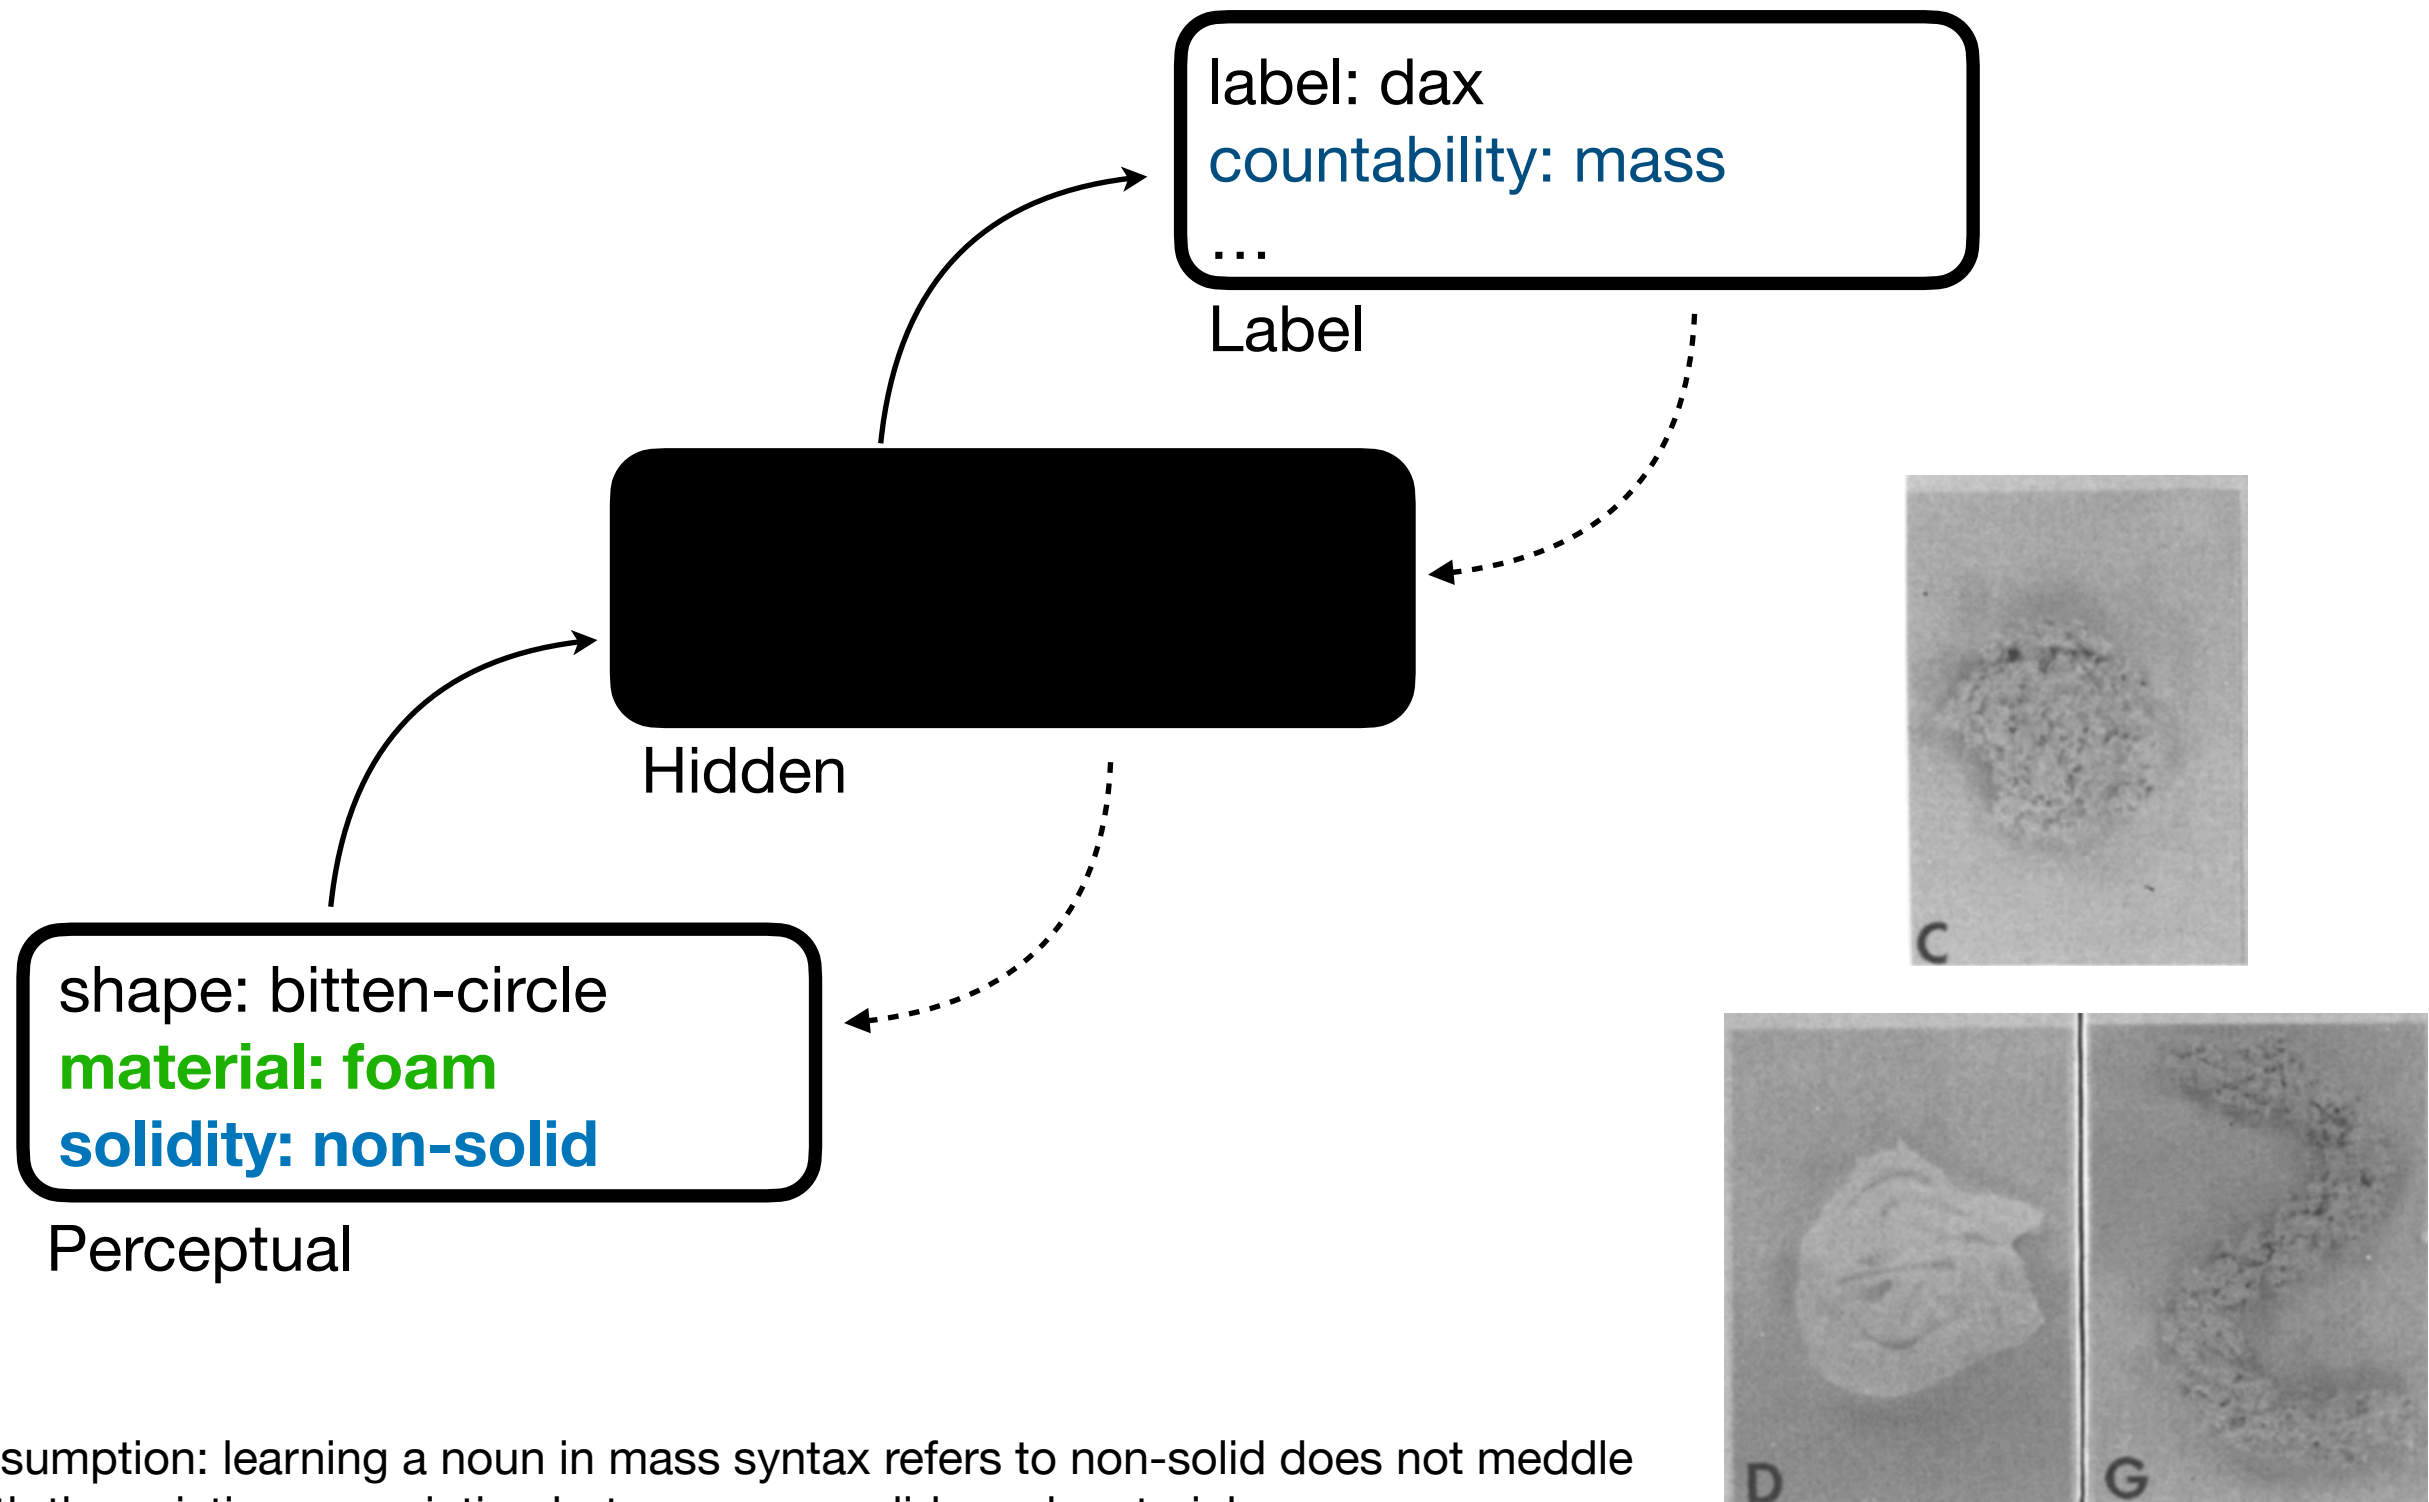 label: dax
countability: mass
...
Label
Hidden
shape: bitten-circle
material: foam
solidity: non-solid
Perceptual
C
D
G
sumption: learning a noun in mass syntax refers to non-solid does not meddle